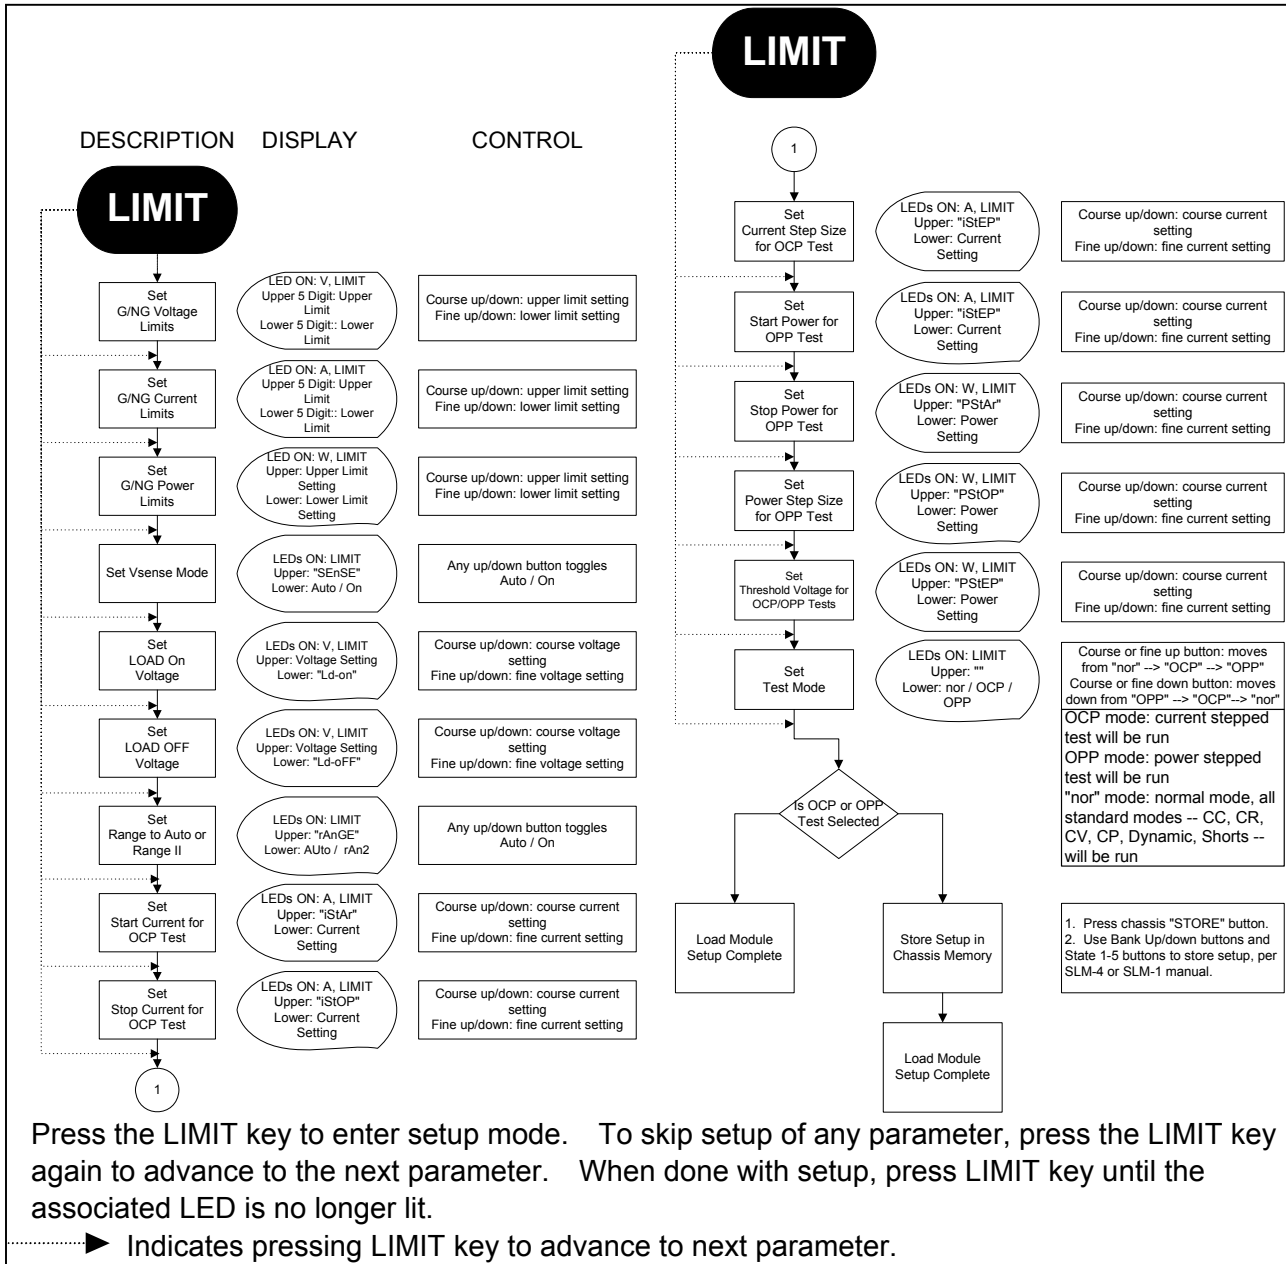 DESCRIPTION DISPLAY CONTROL
LIMIT
Set
G/NG Voltage
Limits
LED ON: V, LIMIT
Upper 5 Digit: Upper
Limit
Lower 5 Digit:: Lower
Limit
Course up/down: upper limit setting
Fine up/down: lower limit setting
Set
G/NG Current
Limits
LED ON: A, LIMIT
Upper 5 Digit: Upper
Limit
Lower 5 Digit:: Lower
Limit
Course up/down: upper limit setting
Fine up/down: lower limit setting
Set
G/NG Power
Limits
LED ON: W, LIMIT
Upper: Upper Limit
Setting
Lower: Lower Limit
Setting
Course up/down: upper limit setting
Fine up/down: lower limit setting
Set Vsense Mode
LEDs ON: LIMIT
Upper: "SEnSE"
Lower: Auto / On
Any up/down button toggles
Auto / On
Set
LOAD On
Voltage
LEDs ON: V, LIMIT
Upper: Voltage Setting
Lower: "Ld-on"
Course up/down: course voltage
setting
Fine up/down: fine voltage setting
Set
LOAD OFF
Voltage
LEDs ON: V, LIMIT
Upper: Voltage Setting
Lower: "Ld-oFF"
Course up/down: course voltage
setting
Fine up/down: fine voltage setting
Set
Range to Auto or
Range II
LEDs ON: LIMIT
Upper: "rAnGE"
Lower: AUto / rAn2
Any up/down button toggles
Auto / On
Set
Start Current for
OCP Test
LEDs ON: A, LIMIT
Upper: "iStAr"
Lower: Current
Setting
Course up/down: course current
setting
Fine up/down: fine current setting
Set
Stop Current for
OCP Test
LEDs ON: A, LIMIT
Upper: "iStOP"
Lower: Current
Setting
Course up/down: course current
setting
Fine up/down: fine current setting
1
LIMIT
1
Set
Current Step Size
for OCP Test
LEDs ON: A, LIMIT
Upper: "iStEP"
Lower: Current
Setting
Course up/down: course current
setting
Fine up/down: fine current setting
Set
Start Power for
OPP Test
LEDs ON: A, LIMIT
Upper: "iStEP"
Lower: Current
Setting
Course up/down: course current
setting
Fine up/down: fine current setting
Set
Stop Power for
OPP Test
LEDs ON: W, LIMIT
Upper: "PStAr"
Lower: Power
Setting
Course up/down: course current
setting
Fine up/down: fine current setting
Set
Power Step Size
for OPP Test
LEDs ON: W, LIMIT
Upper: "PStOP"
Lower: Power
Setting
Course up/down: course current
setting
Fine up/down: fine current setting
Set
Threshold Voltage for
OCP/OPP Tests
LEDs ON: W, LIMIT
Upper: "PStEP"
Lower: Power
Setting
Course up/down: course current
setting
Fine up/down: fine current setting
Set
Test Mode
LEDs ON: LIMIT
Upper: ""
Lower: nor / OCP /
OPP
Course or fine up button: moves
from "nor" --> "OCP" --> "OPP"
Course or fine down button: moves
down from "OPP" --> "OCP"--> "nor"
OCP mode: current stepped
test will be run
OPP mode: power stepped
test will be run
"nor" mode: normal mode, all
standard modes -- CC, CR,
CV, CP, Dynamic, Shorts --
will be run
Is OCP or OPP
Test Selected
Load Module
Setup Complete
Store Setup in
Chassis Memory
1. Press chassis "STORE" button.
2. Use Bank Up/down buttons and
State 1-5 buttons to store setup, per
SLM-4 or SLM-1 manual.
Load Module
Setup Complete
Press the LIMIT key to enter setup mode. To skip setup of any parameter, press the LIMIT key
again to advance to the next parameter. When done with setup, press LIMIT key until the
associated LED is no longer lit.
Indicates pressing LIMIT key to advance to next parameter.